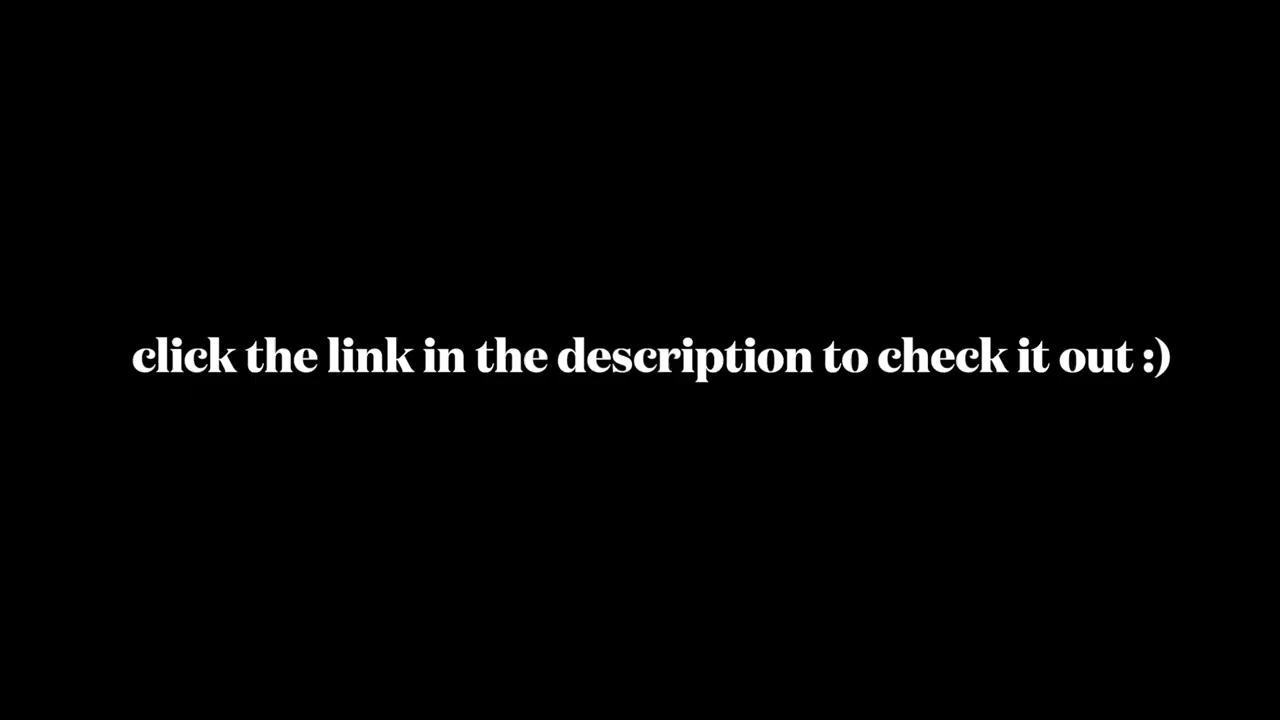 click the link in the description to check it out :)